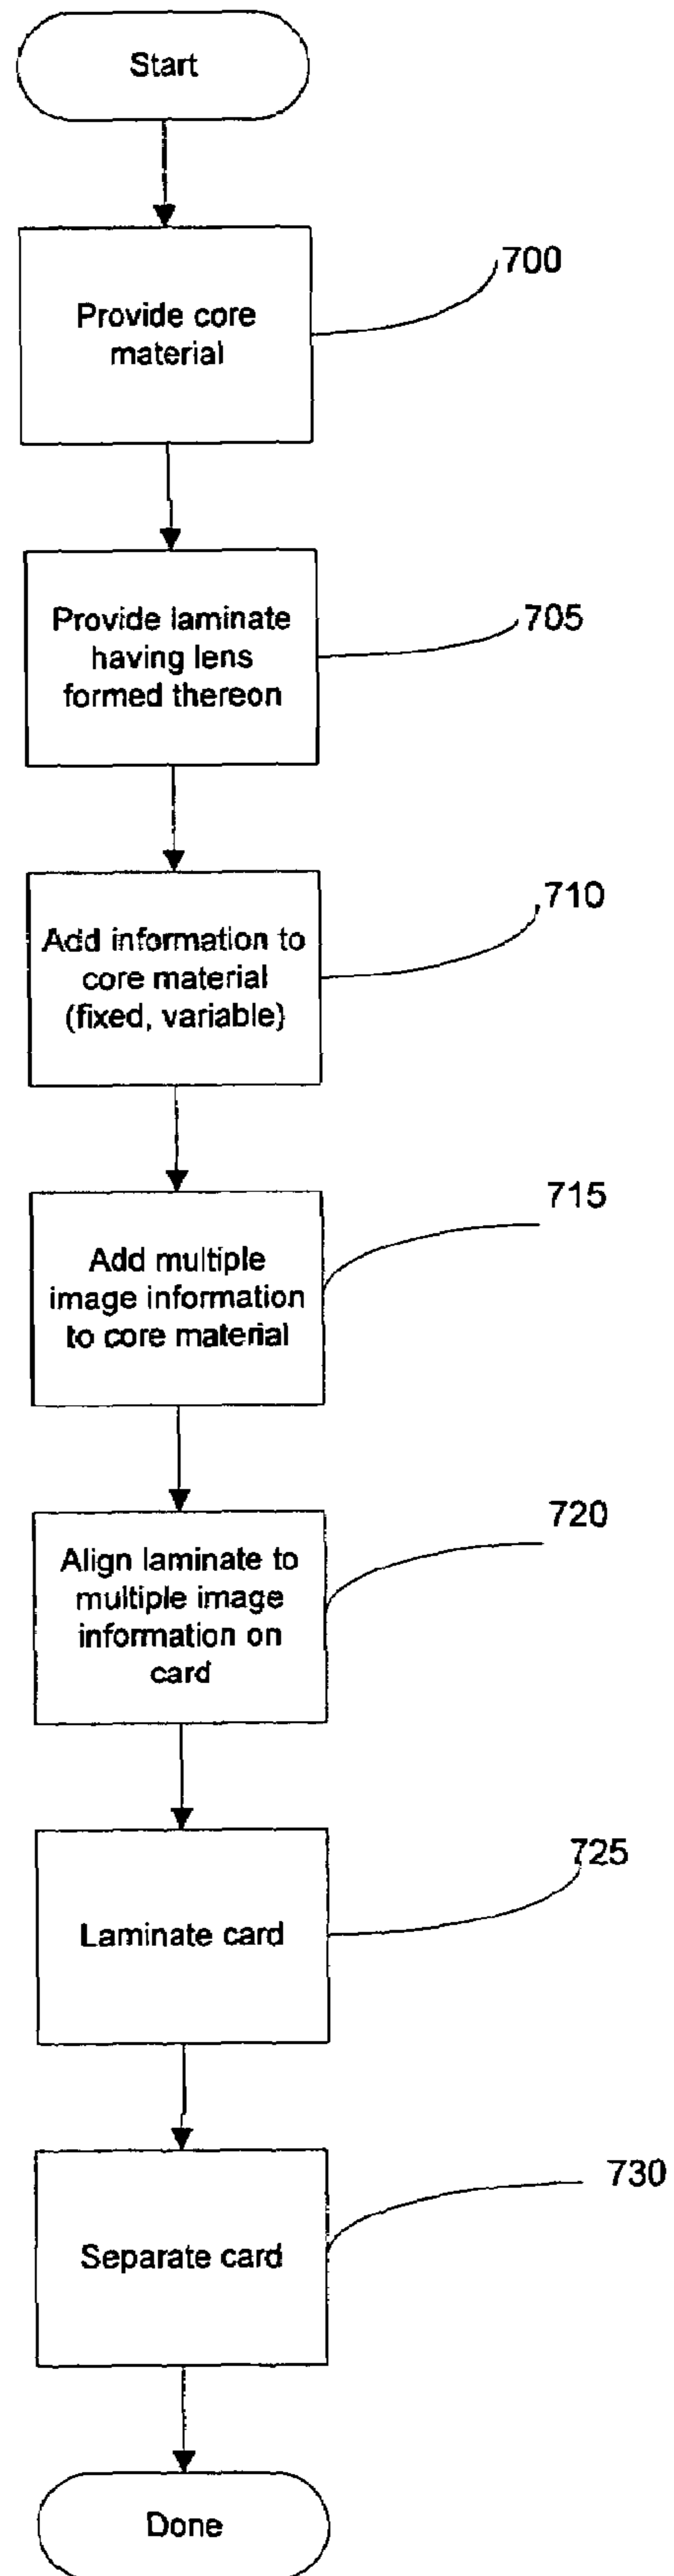 Start
700
Provide core
material
705
Provide laminate
having lens
formed thereon
710
Add information to
core material
(fixed, variable)
715
Add multiple
image information
to core material
720
Align laminate to
multiple image
information on
card
725
Laminate card
730
Separate card
Done